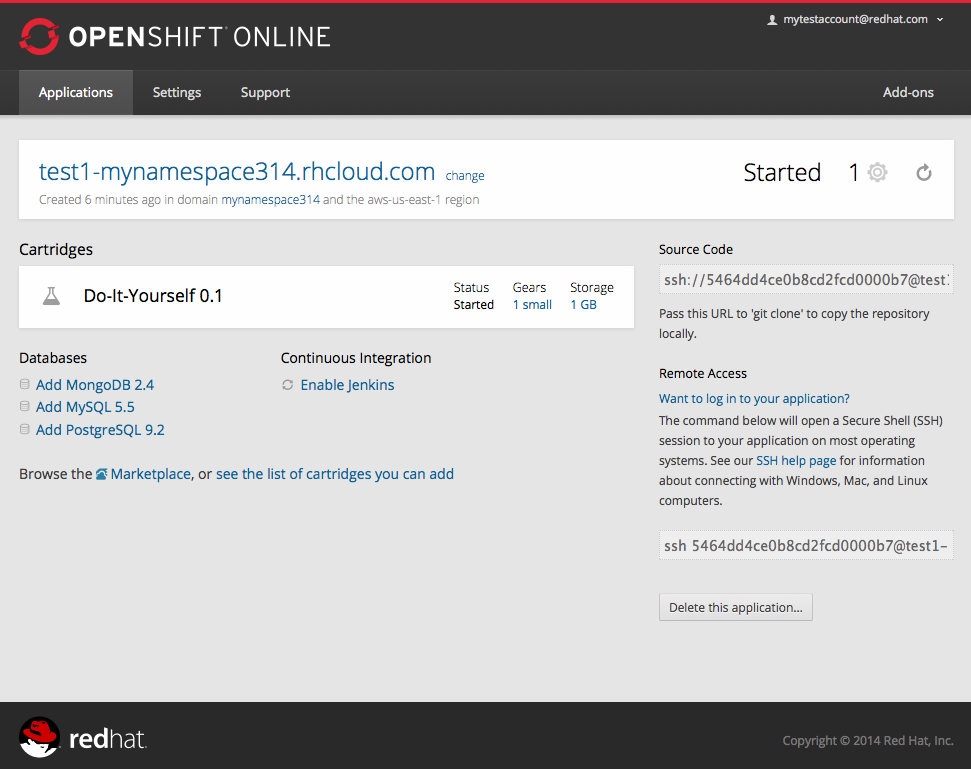 OPENSHIFT ONLINE
mytestaccount@redhat.com
Applications
Settings
Support
Add-ons
test1-mynamespace314.rhcloud.com change
Created 6 minutes ago in domain mynamespace314 and the aws-us-east-1 region
Started 1
Cartridges
Do-It-Yourself 0.1
Status
Started
Gears
1 small
Storage
1 GB
Databases
Add MongoDB 2.4
Add MySQL 5.5
Add PostgreSQL 9.2
Continuous Integration
Enable Jenkins
Browse the Marketplace, or see the list of cartridges you can add
Source Code
ssh://5464dd4ce0b8cd2fcd0000b7@test1
Pass this URL to 'git clone' to copy the repository
locally.
Remote Access
Want to log in to your application?
The command below will open a Secure Shell (SSH)
session to your application on most operating
systems. See our SSH help page for information
about connecting with Windows, Mac, and Linux
computers.
ssh 5464dd4ce0b8cd2fcd0000b7@test1-
Delete this application...
redhat.
Copyright © 2014 Red Hat, Inc.